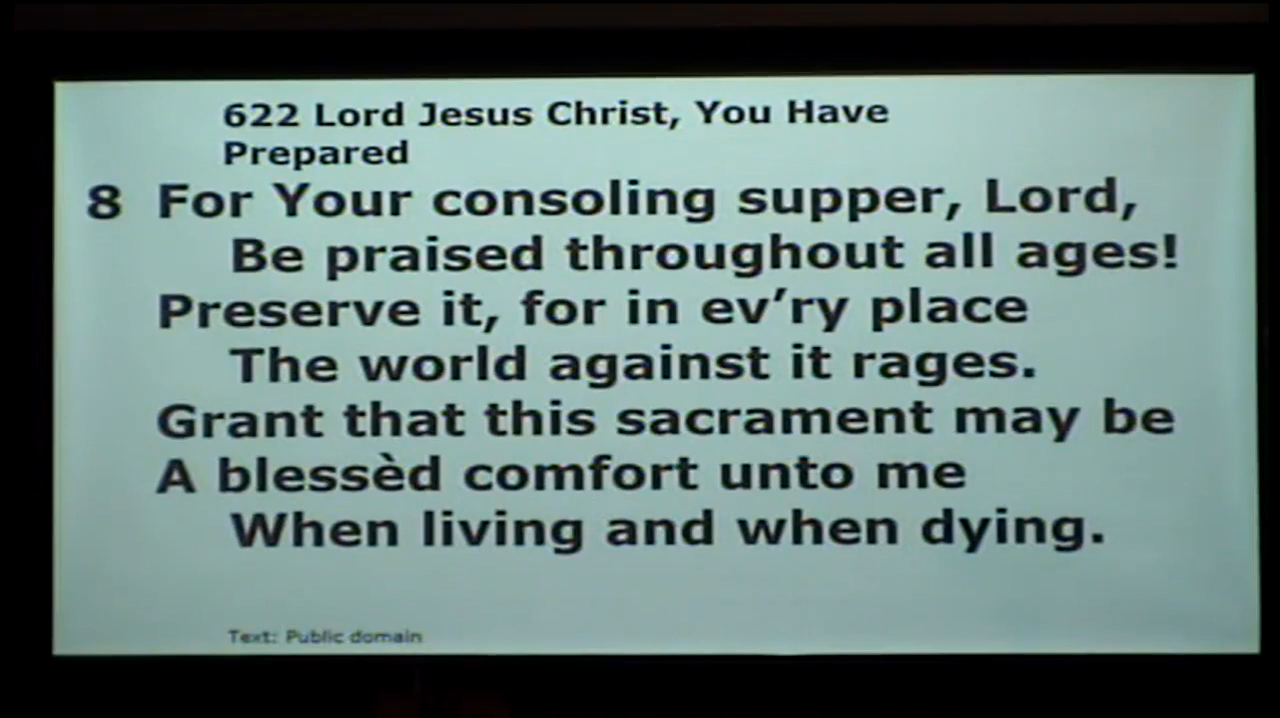 622 Lord Jesus Christ, You Have
Prepared
8 For Your consoling supper, Lord,
Be praised throughout all ages!
Preserve it, for in ev’ry place
The world against it rages.
Grant that this sacrament may be
A blessèd comfort unto me
When living and when dying.
Text: Public domain